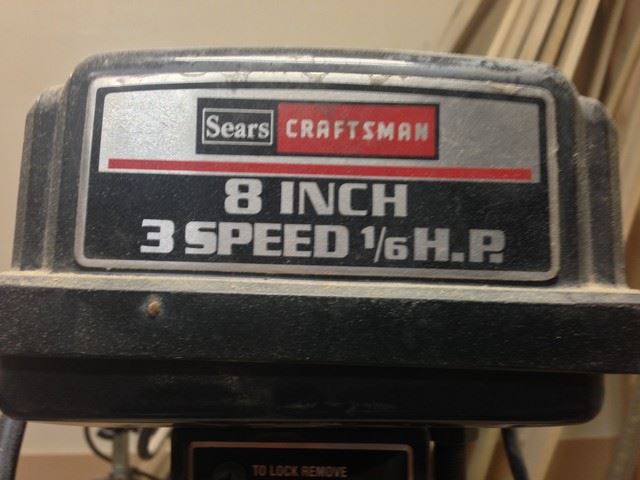 Sears CRAFTSMAN
8 INCH
3 SPEED 1/6 H.P.
TO LOCK REMOVE